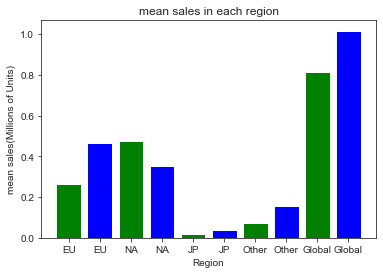 mean sales in each region
mean sales(Millions of Units)
1.0
0.8
0.6
0.4
0.2
0.0
EU EU NA NA JP JP Other Other Global Global
Region